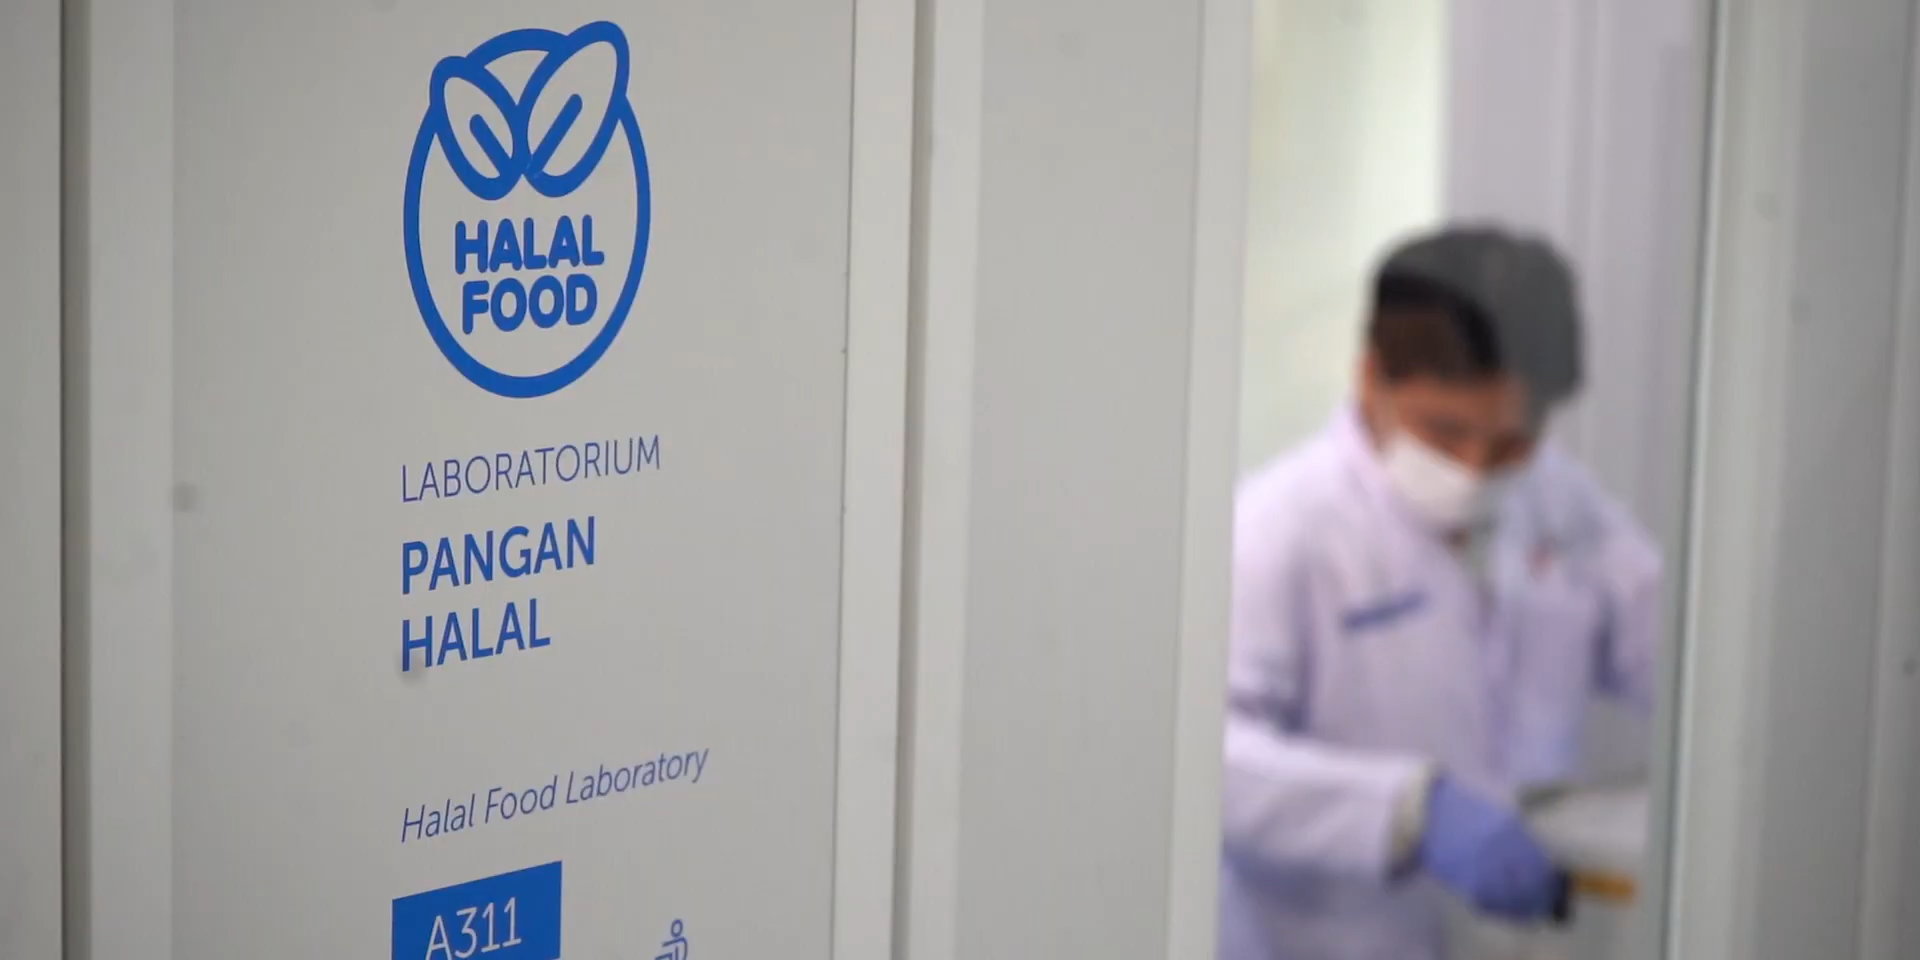 HALAL
FOOD
LABORATORIUM
PANGAN
HALAL
Halal Food Laboratory
A311